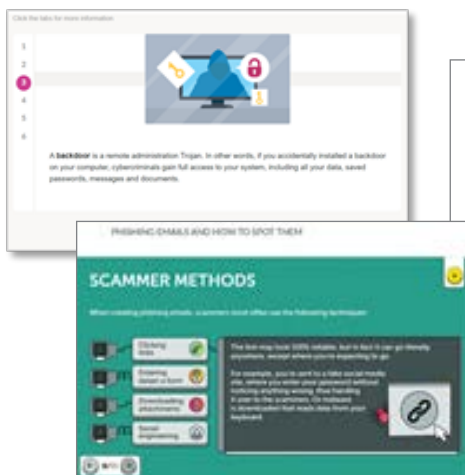 Click the tabs for more information
1
2
3
4
5
6
A backdoor is a remote administration Trojan. In other words, if you accidentally installed a backdoor
on your computer, cybercriminals gain full access to your system, including all your data, saved
passwords, messages and documents.
PHISHING EMAILS AND HOW TO SPOT THEM
SCAMMER METHODS
When creating phishing emails, scammers most often use the following techniques:
Clicking
links
Entering
data in a form
Downloading
attachments
Social
engineering
The link may look 100% reliable, but in fact it can go literally
anywhere, except where you're expecting to go.
For example, you're sent to a fake social media
site, where you enter your password without
noticing anything wrong, thus handing
it over to the scammers. Or malware
is downloaded that reads data from your
keyboard.